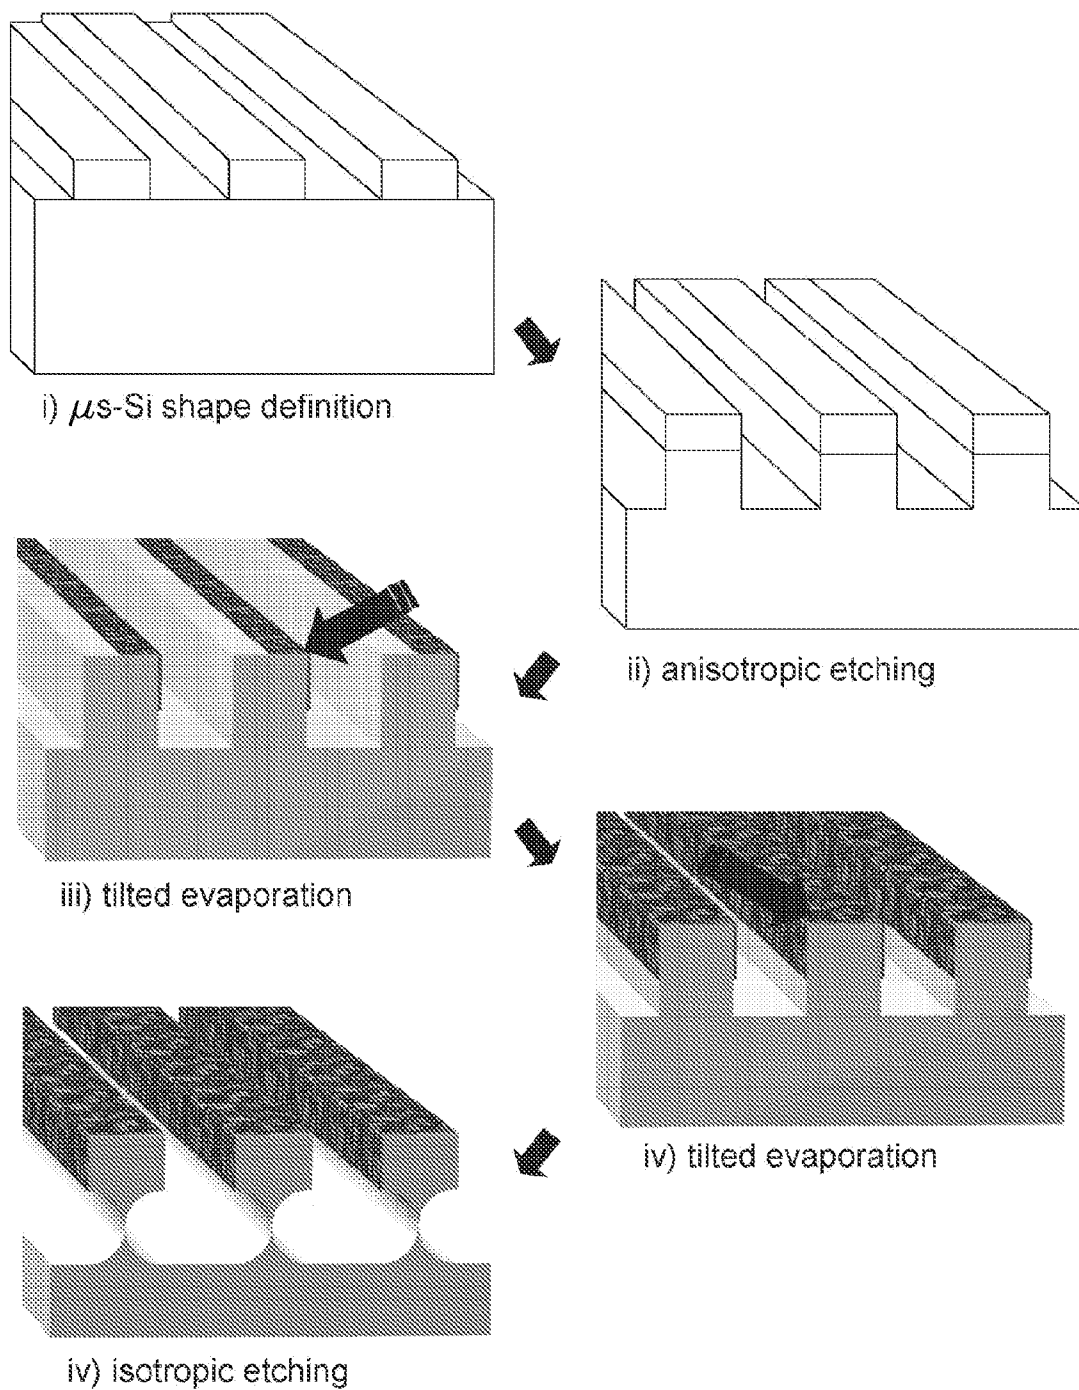 i) μs-Si shape definition
ii) anisotropic etching
iii) tilted evaporation
iv) tilted evaporation
iv) isotropic etching